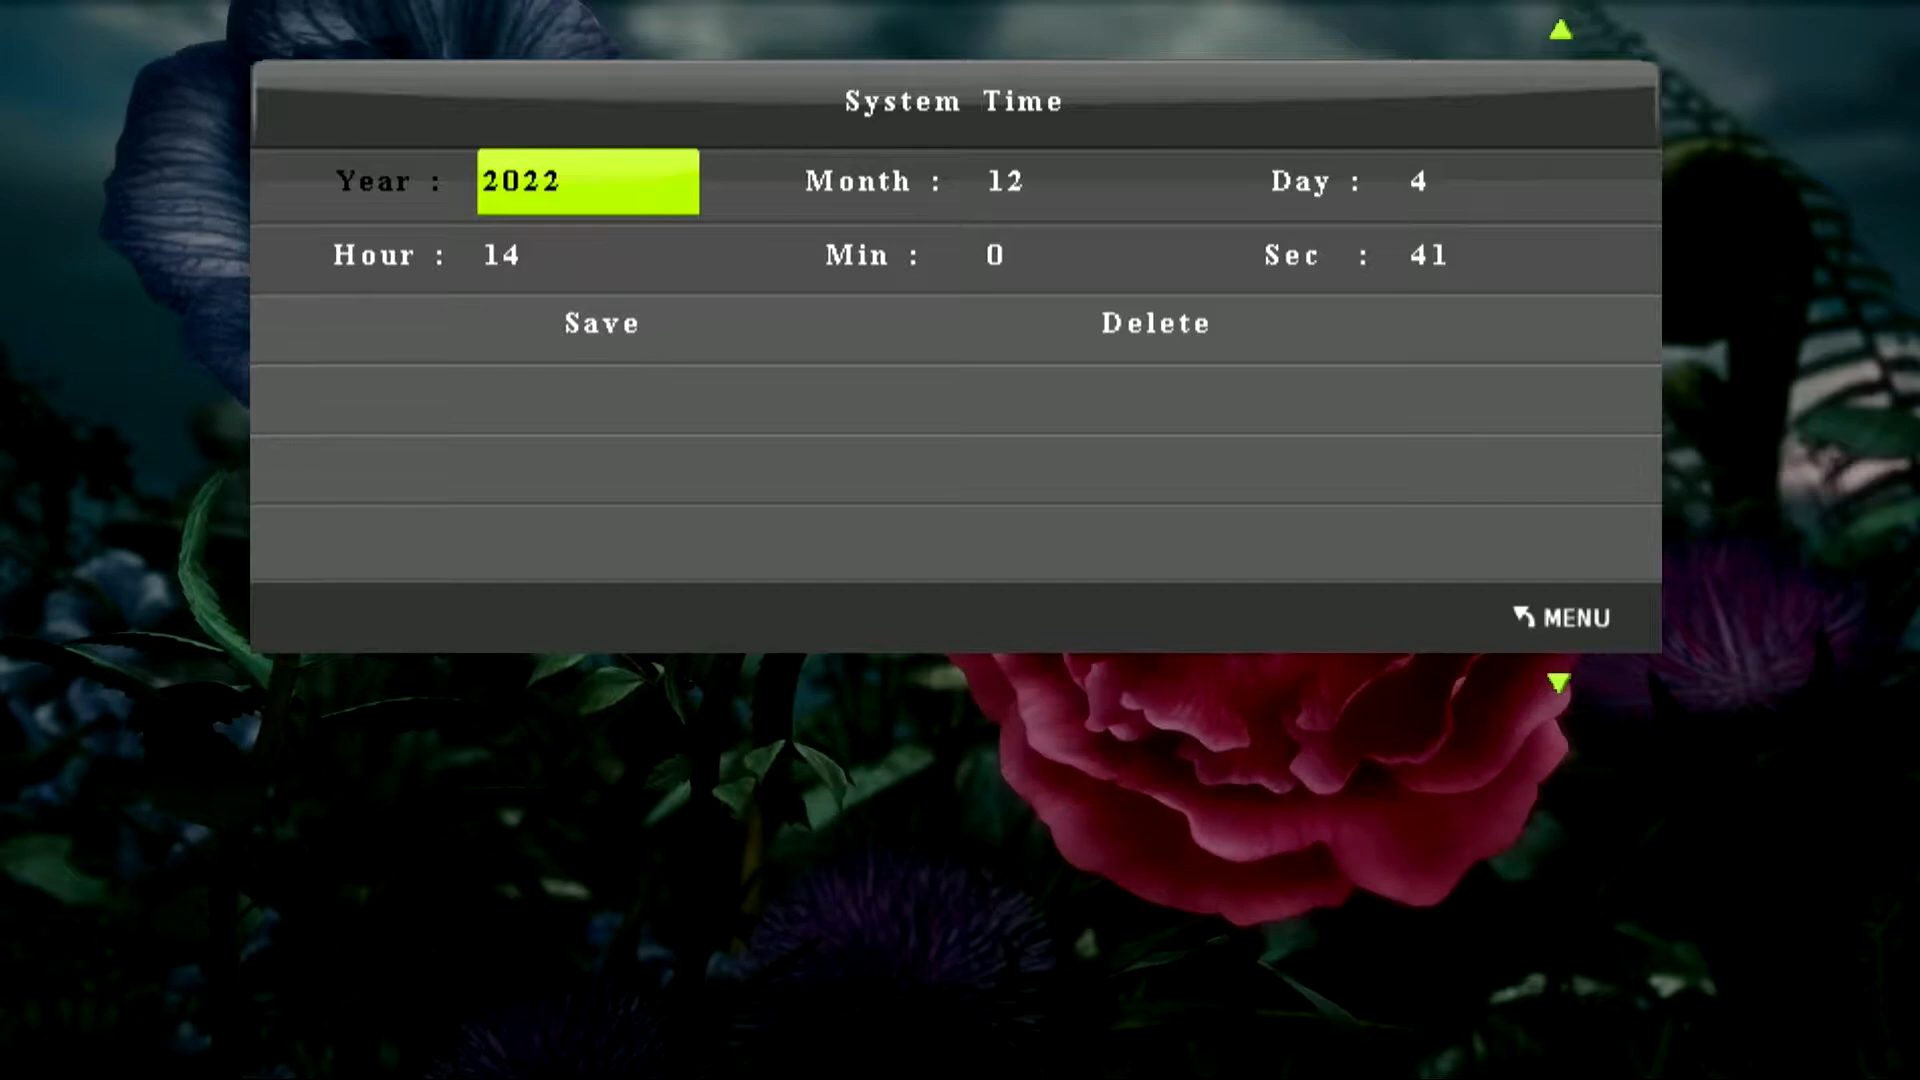 System Time
Year : 2022 Month : 12 Day : 4
Hour : 14 Min : 0 Sec : 41
Save Delete
MENU